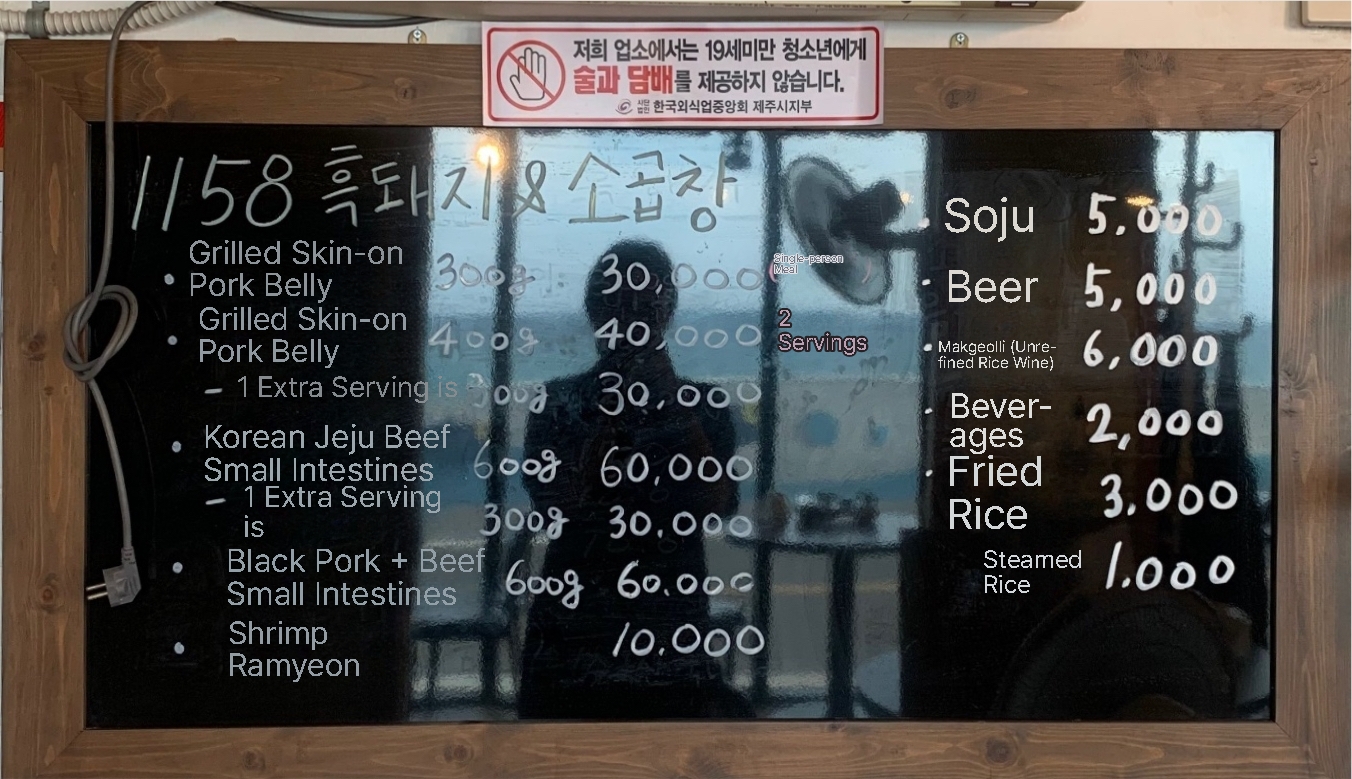 저희 업소에서는 19세미만 청소년에게
술과 담배를 제공하지 않습니다.
사단법인 한국외식업중앙회 제주시지부
1158 흑돼지 & 소곱창
Grilled Skin-on
Pork Belly 300g 30,000 (Single-person
Meal)
Grilled Skin-on
Pork Belly 400g 40,000 2
Servings
- 1 Extra Serving is 300g 30,000
Korean Jeju Beef
Small Intestines 600g 60,000
- 1 Extra Serving
is 300g 30.000
Black Pork + Beef
Small Intestines 600g 60.000
Shrimp
Ramyeon 10.000
Soju 5,000
Beer 5,000
Makgeolli (Unre-
fined Rice Wine) 6,000
Bever-
ages 2,000
Fried
Rice 3.000
Steamed
Rice 1.000